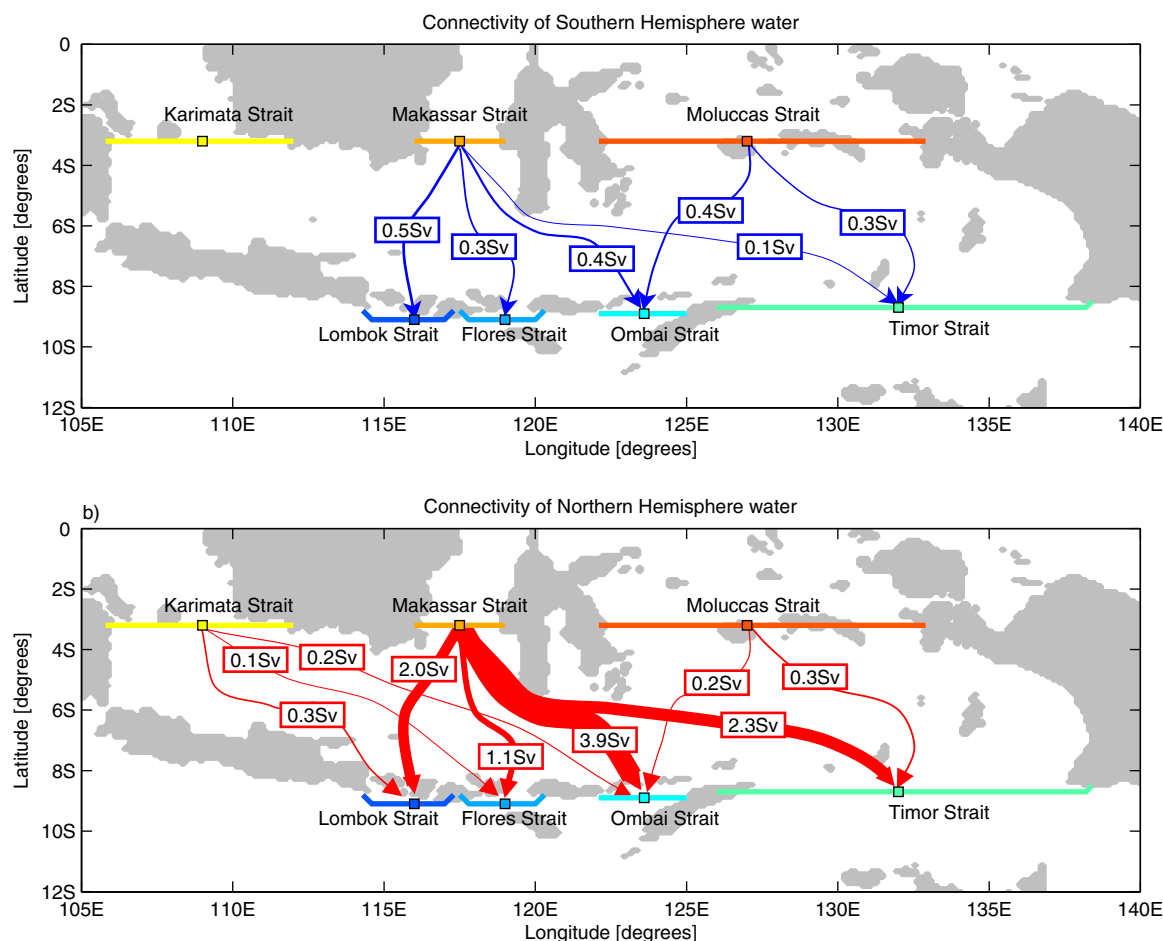 Connectivity of Southern Hemisphere water
0
2S
4S
6S
8S
10S
12S
Latitude [degrees]
Karimata Strait
Makassar Strait
Moluccas Strait
0.5Sv
0.3Sv
0.4Sv
0.4Sv
0.1Sv
0.3Sv
Lombok Strait
Flores Strait
Ombai Strait
Timor Strait
105E
110E
115E
120E
125E
130E
135E
140E
Longitude [degrees]
b)
Connectivity of Northern Hemisphere water
0
2S
4S
6S
8S
10S
12S
Latitude [degrees]
Karimata Strait
Makassar Strait
Moluccas Strait
0.1Sv
0.2Sv
0.3Sv
2.0Sv
1.1Sv
3.9Sv
0.2Sv
2.3Sv
0.3Sv
Lombok Strait
Flores Strait
Ombai Strait
Timor Strait
105E
110E
115E
120E
125E
130E
135E
140E
Longitude [degrees]